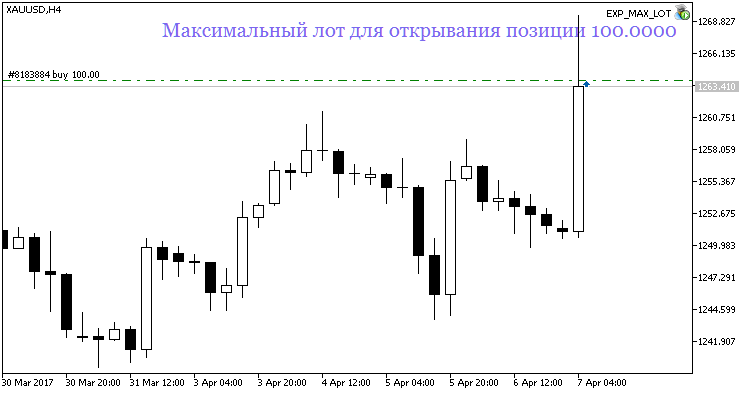 XAUUSD,H4
EXP_MAX_LOT
Максимальный лот для открывания позиции 100.0000
#8183884 buy 100.00
1268.827
1266.135
1263.410
1260.751
1258.059
1255.367
1252.675
1249.983
1247.291
1244.599
1241.907
30 Mar 2017
30 Mar 20:00
31 Mar 12:00
3 Apr 04:00
3 Apr 20:00
4 Apr 12:00
5 Apr 04:00
5 Apr 20:00
6 Apr 12:00
7 Apr 04:00